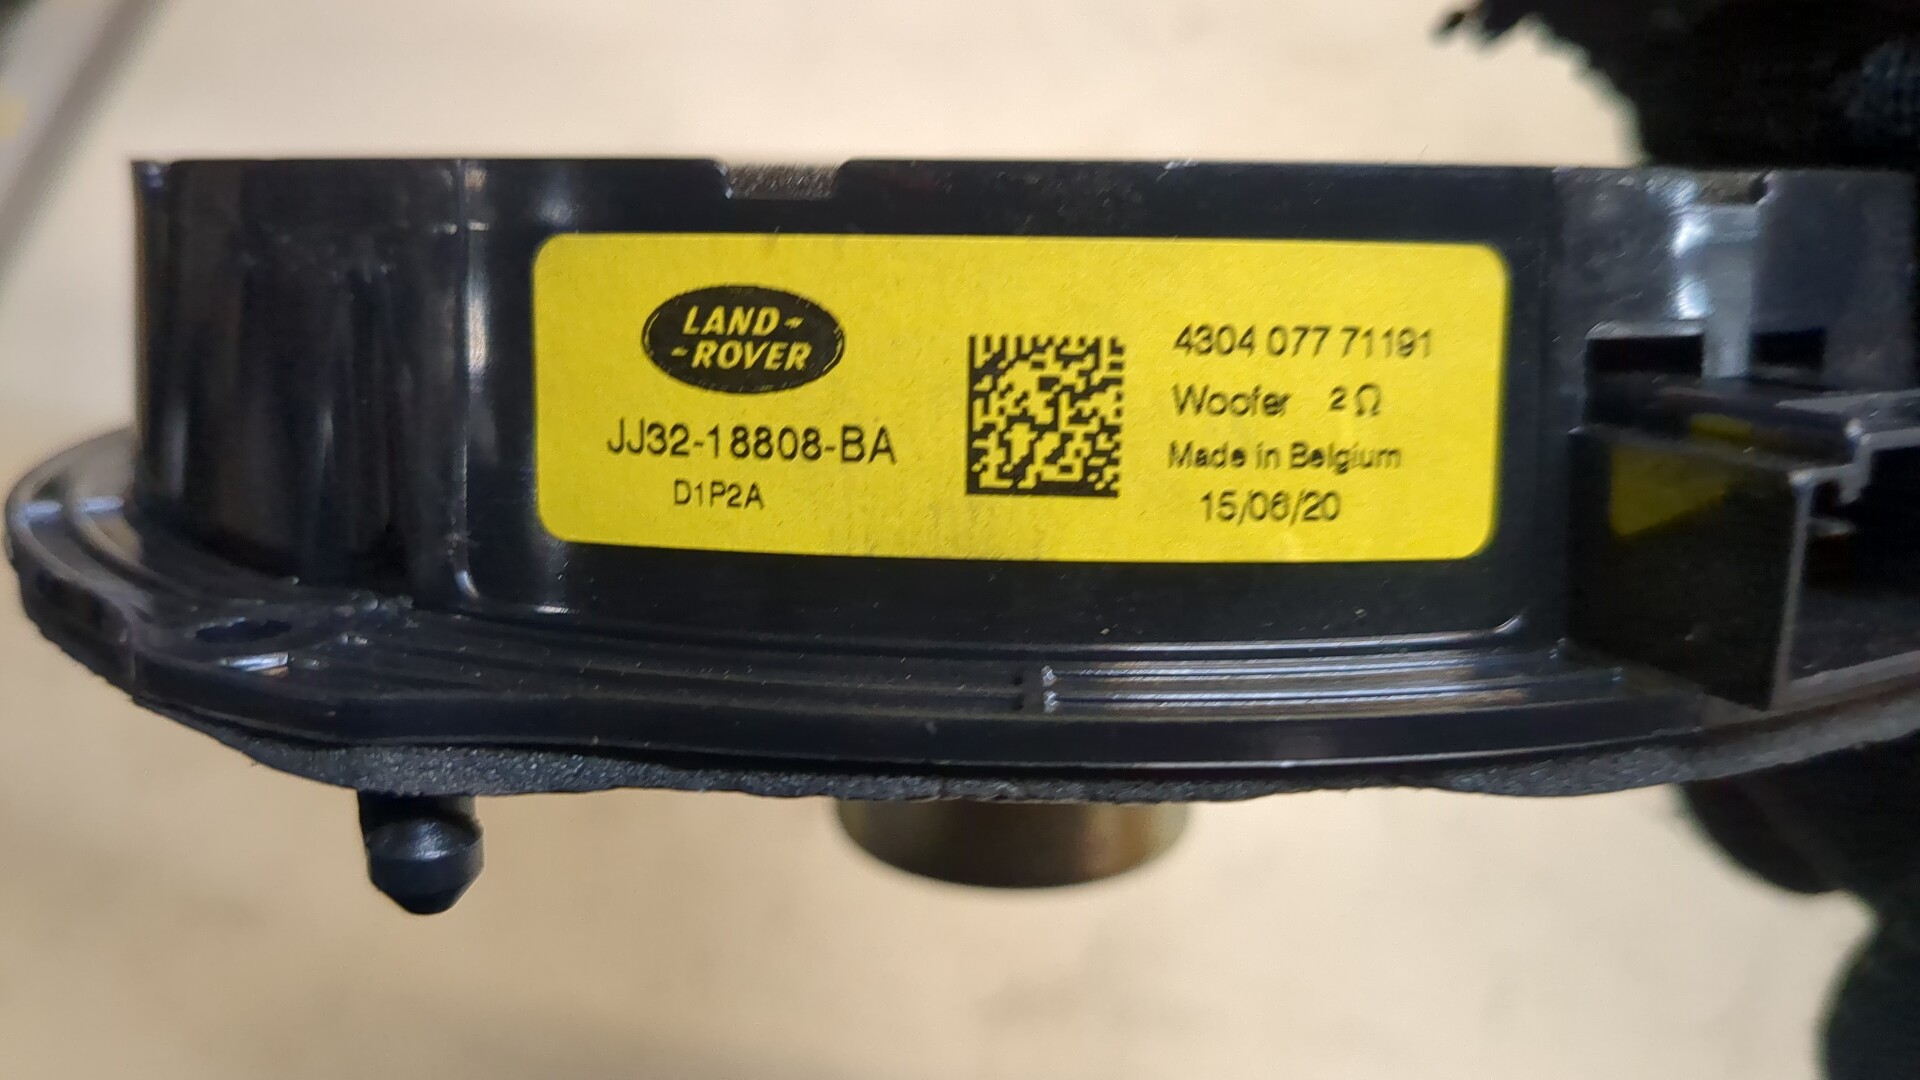 LAND-
-ROVER
JJ32-18808-BA
D1P2A
4304 077 71191
Woofer 2Ω
Made in Belgium
15/06/20